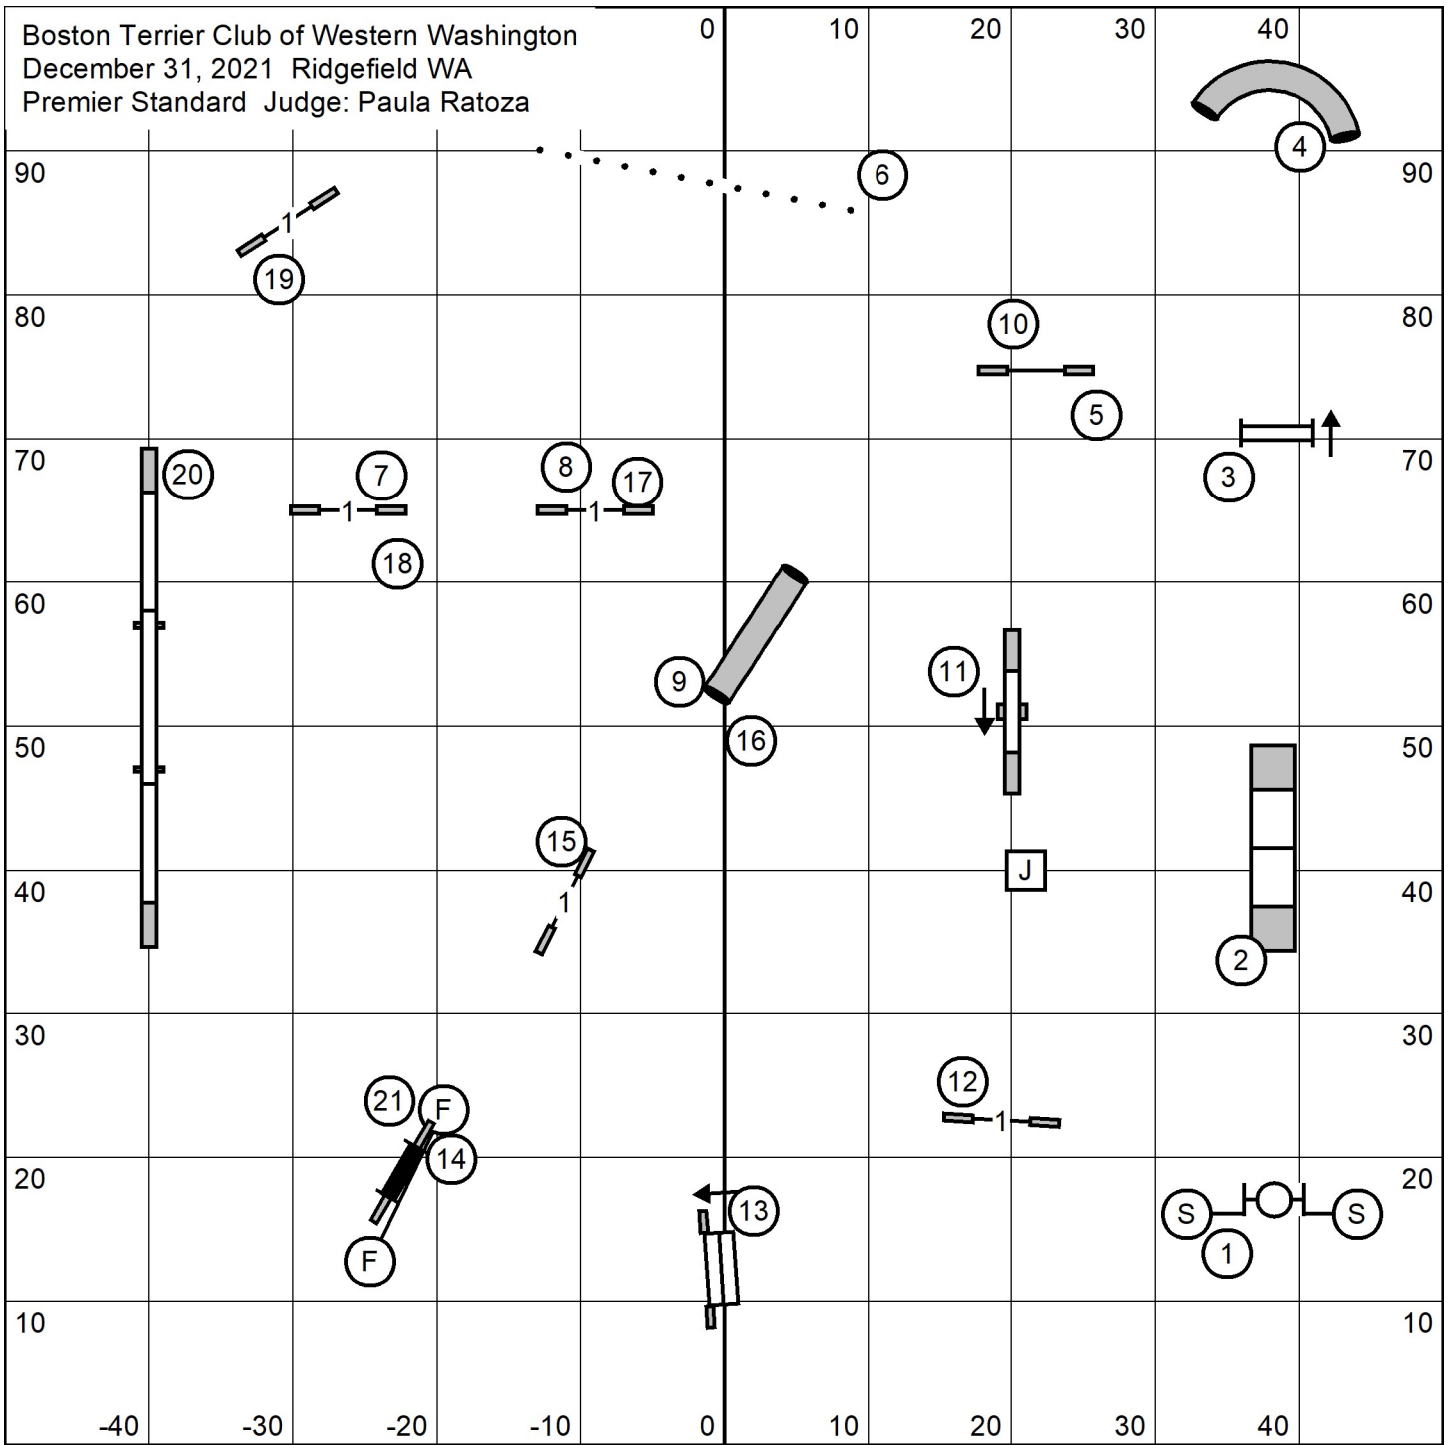 Boston Terrier Club of Western Washington
December 31, 2021 Ridgefield WA
Premier Standard Judge: Paula Ratoza
0 10 20 30 40
4
90 6 90
1
19
80 10 80
5
70 20 7 8 17 3 70
1 1
18
60 60
9 11
50 16 50
15
40 1 J 40
2
30 30
12
21 F 1
14
20 20
13 S S
F 1
10 10
-40 -30 -20 -10 0 10 20 30 40